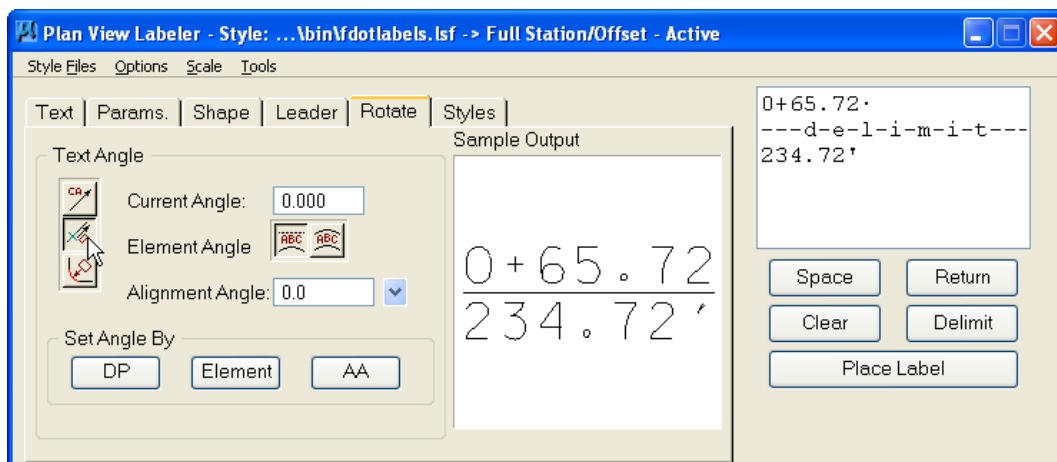 Plan View Labeler - Style: ...\bin\fdotlabels.lsf -> Full Station/Offset - Active
Style Files Options Scale Tools
Text Params. Shape Leader Rotate Styles
Text Angle
CA
Current Angle: 0.000
Element Angle ABC ABC
Alignment Angle: 0.0
Set Angle By
DP Element AA
Sample Output
0+65.72
234.72'
0+65.72·
---d-e-l-i-m-i-t---
234.72'
Space Return
Clear Delimit
Place Label